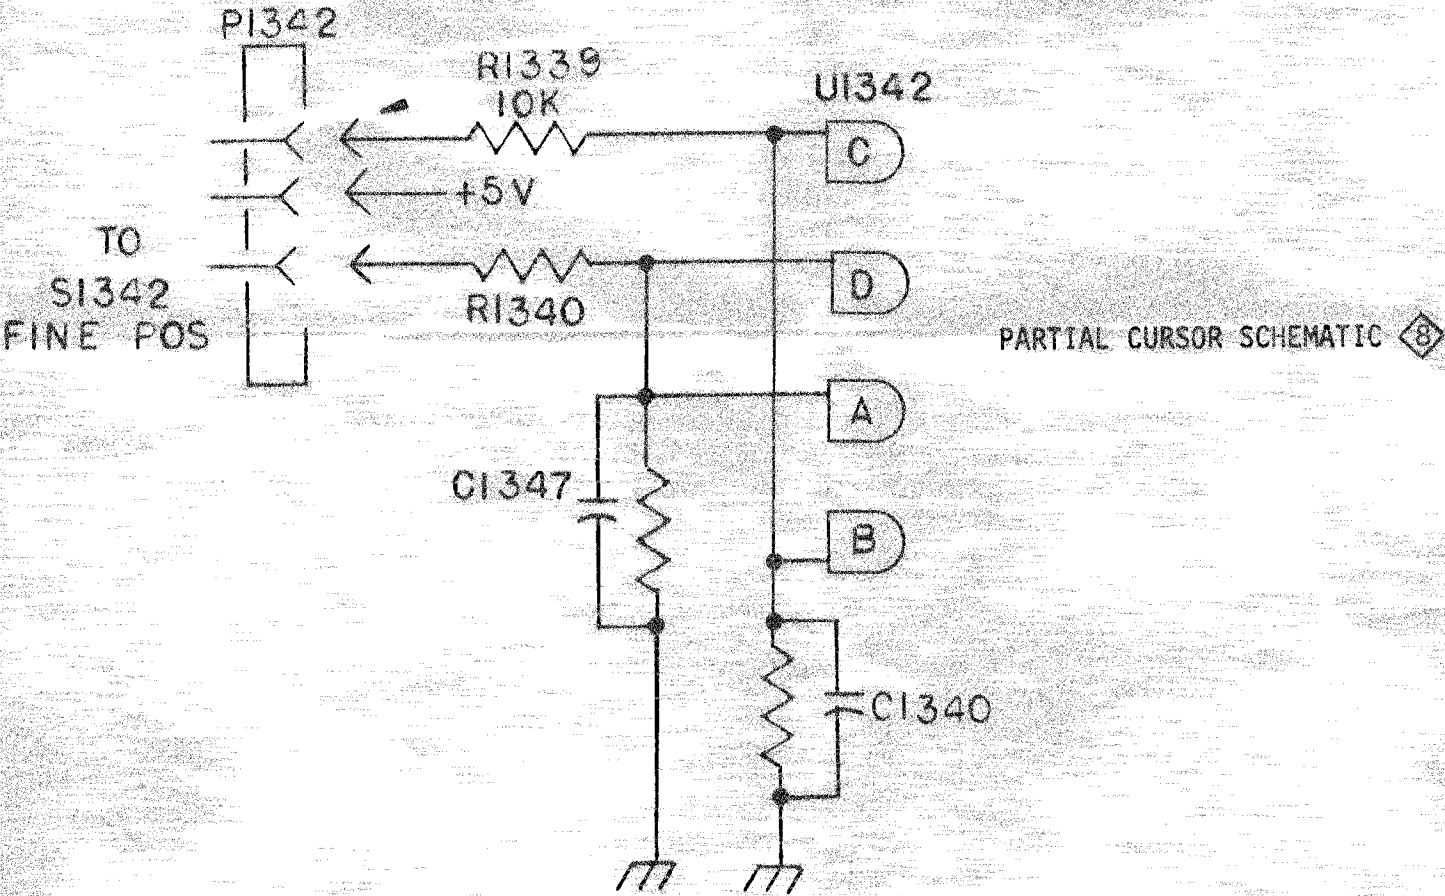 P1342
R1339
10K
U1342
C
+5V
TO
S1342
FINE POS
R1340
D
PARTIAL CURSOR SCHEMATIC 8
A
C1347
B
C1340